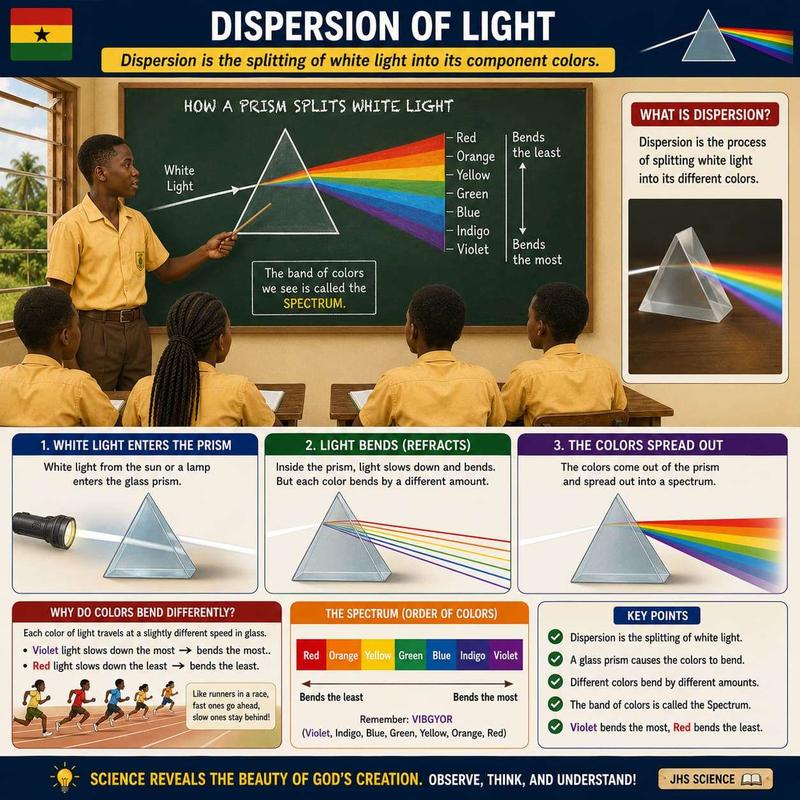 DISPERSION OF LIGHT
Dispersion is the splitting of white light into its component colors.
HOW A PRISM SPLITS WHITE LIGHT
White
Light
Red
Orange
Yellow
Green
Blue
Indigo
Violet
Bends
the least
Bends
the most
The band of colors
we see is called the
SPECTRUM.
WHAT IS DISPERSION?
Dispersion is the process
of splitting white light
into its different colors.
1. WHITE LIGHT ENTERS THE PRISM
White light from the sun or a lamp
enters the glass prism.
2. LIGHT BENDS (REFRACTS)
Inside the prism, light slows down and bends.
But each color bends by a different amount.
3. THE COLORS SPREAD OUT
The colors come out of the prism
and spread out into a spectrum.
WHY DO COLORS BEND DIFFERENTLY?
Each color of light travels at a slightly different speed in glass.
• Violet light slows down the most → bends the most..
• Red light slows down the least → bends the least.
Like runners in a race,
fast ones go ahead,
slow ones stay behind!
THE SPECTRUM (ORDER OF COLORS)
Red Orange Yellow Green Blue Indigo Violet
Bends the least Bends the most
Remember: VIBGYOR
(Violet, Indigo, Blue, Green, Yellow, Orange, Red)
KEY POINTS
Dispersion is the splitting of white light.
A glass prism causes the colors to bend.
Different colors bend by different amounts.
The band of colors is called the Spectrum.
Violet bends the most, Red bends the least.
SCIENCE REVEALS THE BEAUTY OF GOD'S CREATION. OBSERVE, THINK, AND UNDERSTAND!
JHS SCIENCE